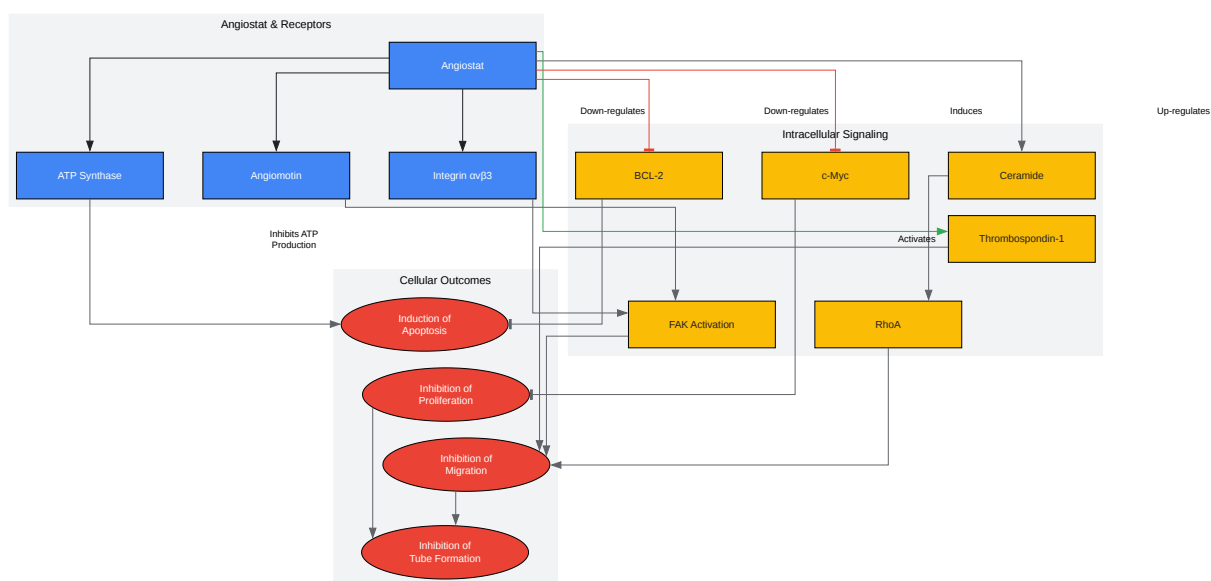 Angiostat & Receptors
Angiostat
Down-regulates
Down-regulates
Induces
Up-regulates
Intracellular Signaling
ATP Synthase
Angiomotin
Integrin αvβ3
BCL-2
c-Myc
Ceramide
Inhibits ATP
Production
Activates
Thrombospondin-1
Cellular Outcomes
Induction of
Apoptosis
FAK Activation
RhoA
Inhibition of
Proliferation
Inhibition of
Migration
Inhibition of
Tube Formation